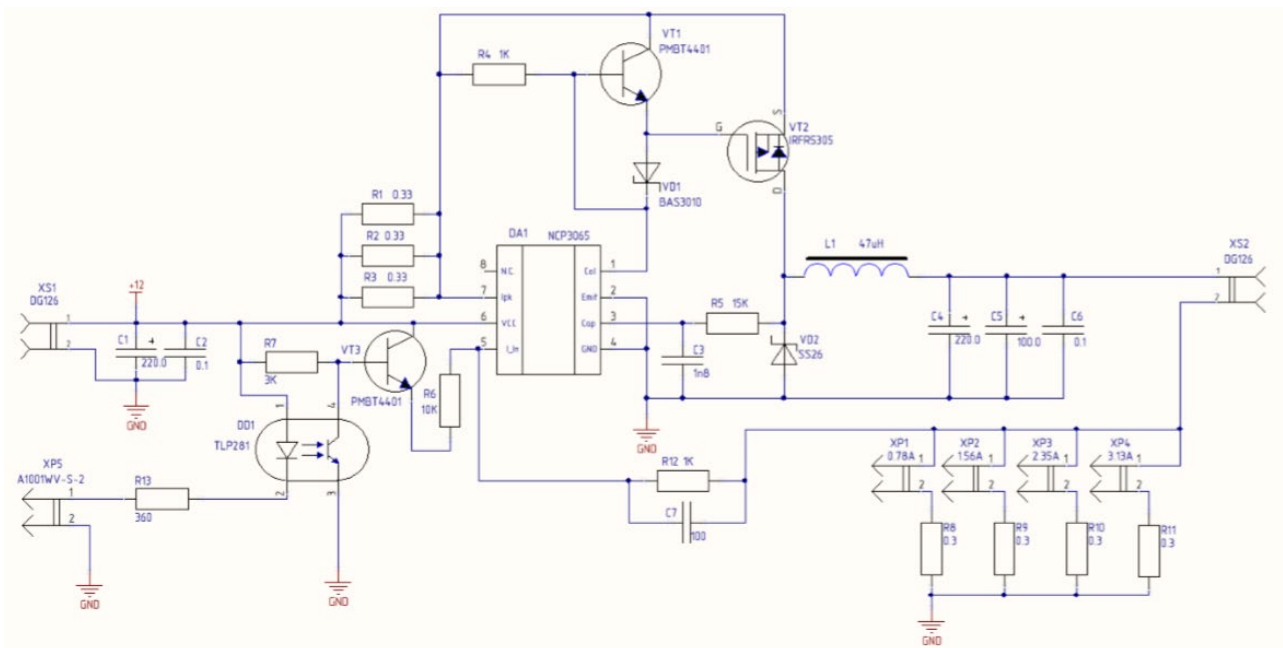 VT1
PMBT4401
R4 1K
S
G
VT2
IRFR5305
D
VD1
BAS3010
R1 0.33
R2 0.33
R3 0.33
DA1 NCP3065
8 N.C.
7 Ipk
6 VCC
5 I_In
Col 1
Emit 2
Cap 3
GND 4
L1 47uH
XS2
DG126
1
2
XS1
DG126
1
2
+12
C1
+
220.0
C2
0.1
GND
R7
3K
VT3
PMBT4401
R6
10K
R5 15K
C3
1n8
VD2
SS26
C4
+
220.0
C5
+
100.0
C6
0.1
GND
DD1
TLP281
1
4
2
3
XP5
A1001WV-S-2
1
2
R13
360
GND
GND
R12 1K
C7
100
XP1
0.78A
1
2
XP2
1.56A
1
2
XP3
2.35A
1
2
XP4
3.13A
1
2
R8
0.3
R9
0.3
R10
0.3
R11
0.3
GND